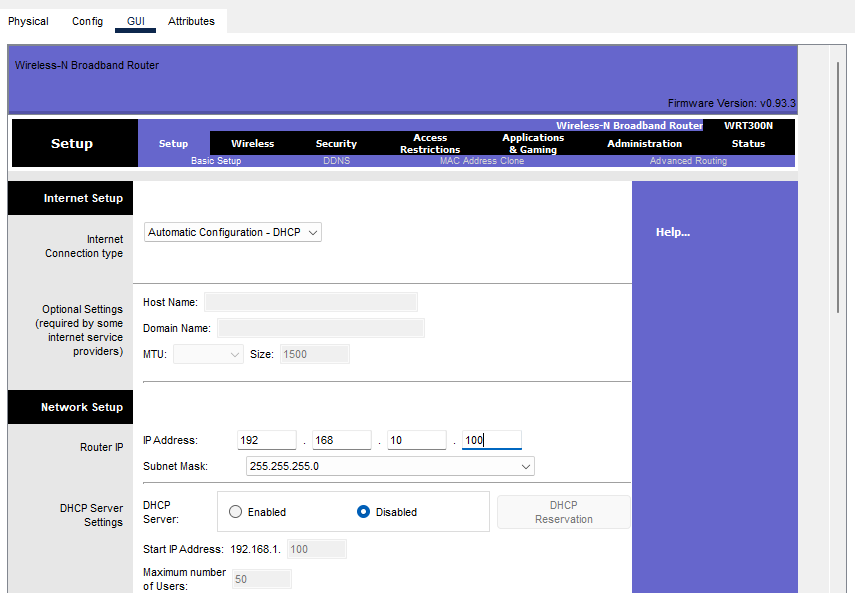 Physical Config GUI Attributes
Wireless-N Broadband Router
Firmware Version: v0.93.3
Wireless-N Broadband Router WRT300N
Setup
Setup Wireless Security Access Restrictions Applications & Gaming Administration Status
Basic Setup DDNS MAC Address Clone Advanced Routing
Internet Setup
Help...
Internet
Connection type
Automatic Configuration - DHCP
Optional Settings
(required by some
internet service
providers)
Host Name:
Domain Name:
MTU: Size: 1500
Network Setup
Router IP
IP Address: 192 . 168 . 10 . 100
Subnet Mask: 255.255.255.0
DHCP Server
Settings
DHCP
Server:
Enabled Disabled
DHCP
Reservation
Start IP Address: 192.168.1. 100
Maximum number
of Users:
50